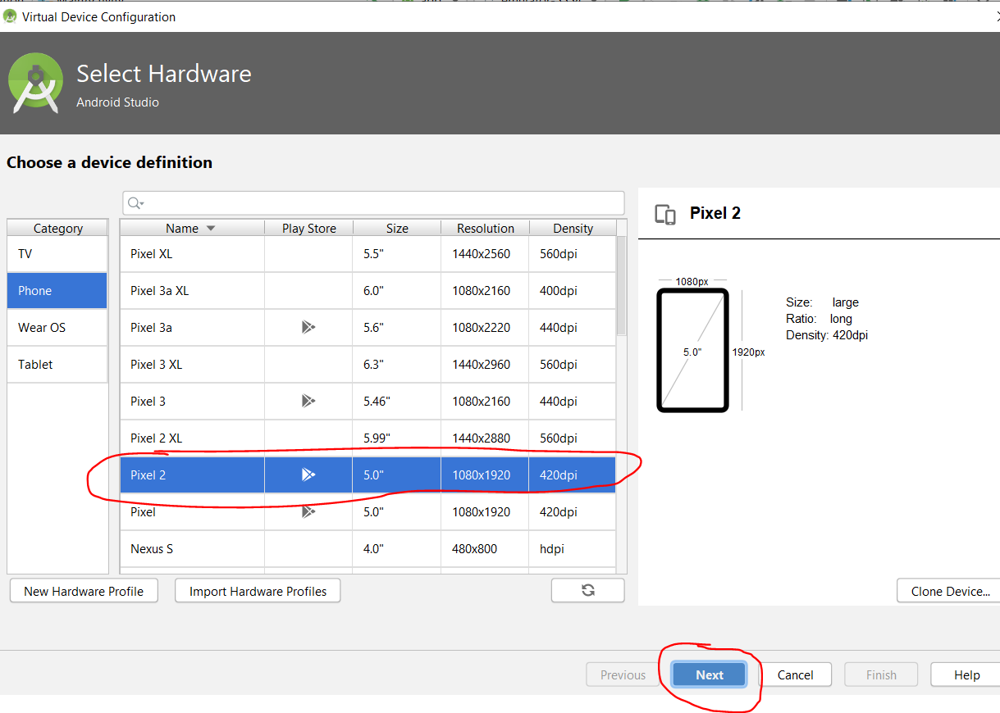 Virtual Device Configuration
Select Hardware
Android Studio
Choose a device definition
Category
TV
Phone
Wear OS
Tablet
Name Play Store Size Resolution Density
Pixel XL 5.5" 1440x2560 560dpi
Pixel 3a XL 6.0" 1080x2160 400dpi
Pixel 3a 5.6" 1080x2220 440dpi
Pixel 3 XL 6.3" 1440x2960 560dpi
Pixel 3 5.46" 1080x2160 440dpi
Pixel 2 XL 5.99" 1440x2880 560dpi
Pixel 2 5.0" 1080x1920 420dpi
Pixel 5.0" 1080x1920 420dpi
Nexus S 4.0" 480x800 hdpi
New Hardware Profile Import Hardware Profiles
Pixel 2
1080px
5.0"
1920px
Size: large
Ratio: long
Density: 420dpi
Clone Device...
Previous Next Cancel Finish Help